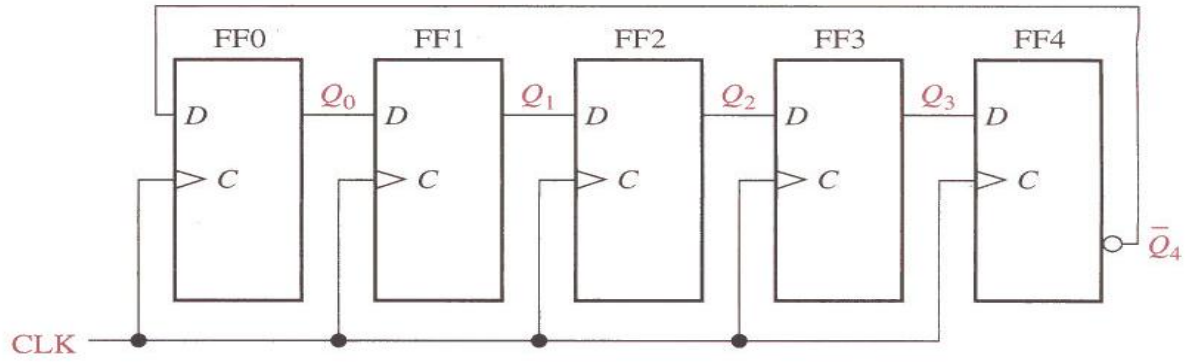 FF0 FF1 FF2 FF3 FF4
D Q₀ D Q₁ D Q₂ D Q₃ D
C C C C C
Q̅₄
CLK